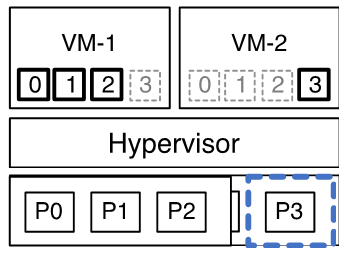 VM-1
VM-2
0 1 2 3
0 1 2 3
Hypervisor
P0 P1 P2 P3